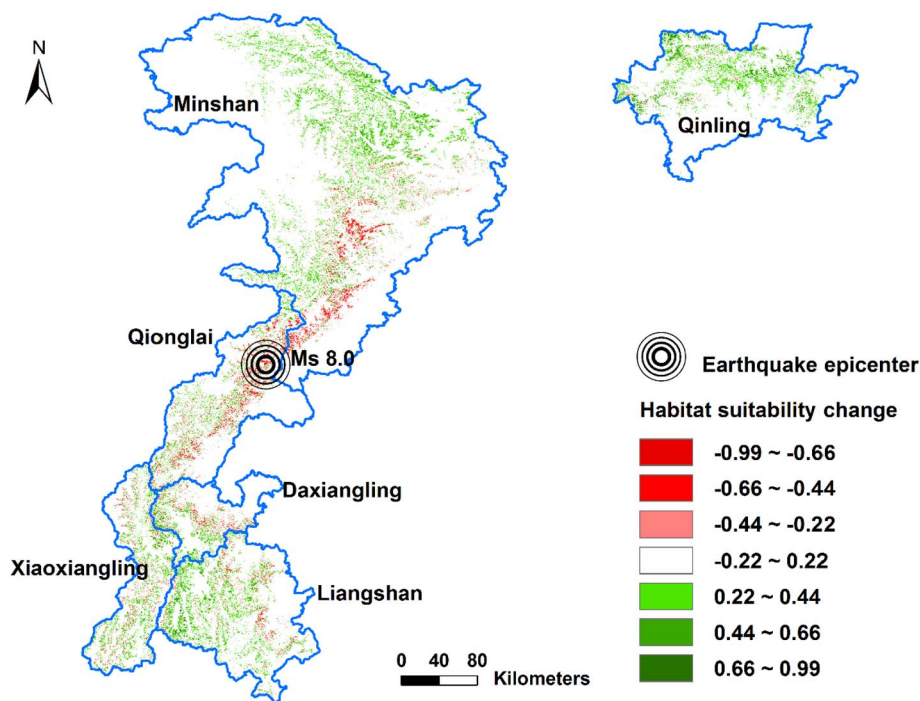 N
Minshan
Qinling
Qionglai
Ms 8.0
Earthquake epicenter
Habitat suitability change
-0.99 ~ -0.66
-0.66 ~ -0.44
-0.44 ~ -0.22
-0.22 ~ 0.22
0.22 ~ 0.44
0.44 ~ 0.66
0.66 ~ 0.99
Daxiangling
Xiaoxiangling
Liangshan
0 40 80
Kilometers